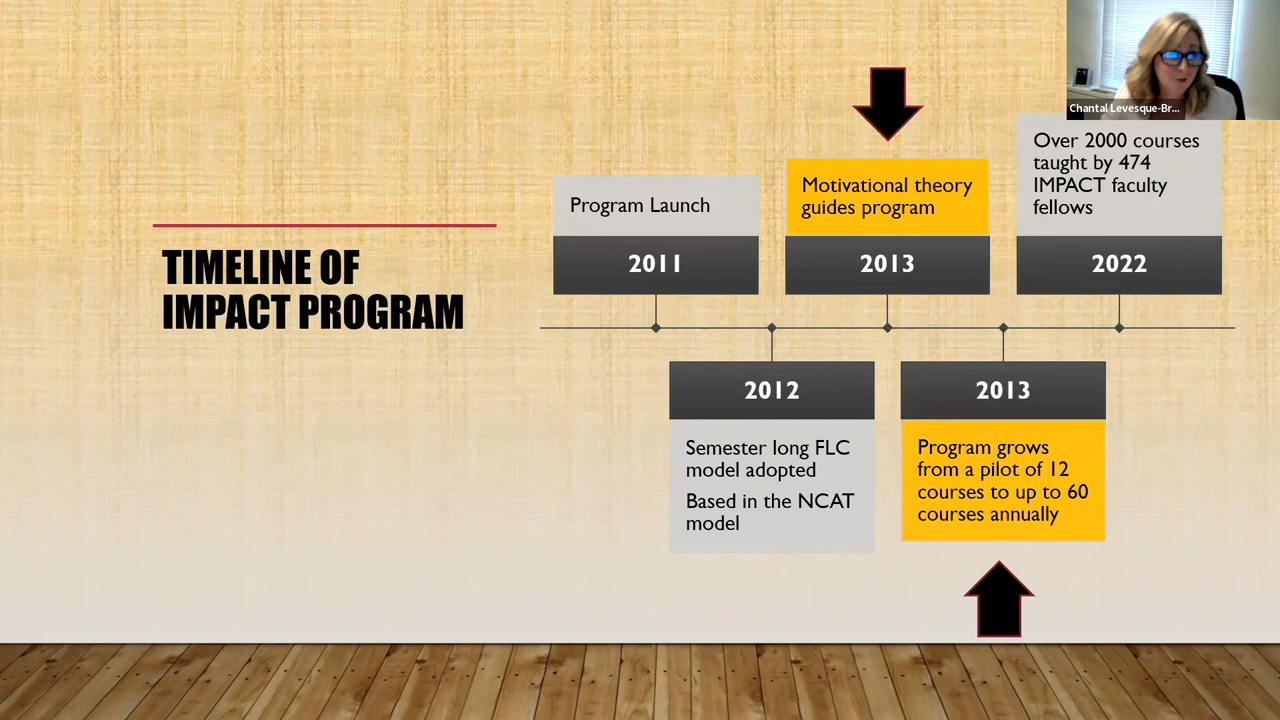 Chantal Levesque-Br...
TIMELINE OF
IMPACT PROGRAM
Program Launch
2011
Semester long FLC
model adopted
Based in the NCAT
model
2012
Motivational theory
guides program
2013
2013
Program grows
from a pilot of 12
courses to up to 60
courses annually
Over 2000 courses
taught by 474
IMPACT faculty
fellows
2022